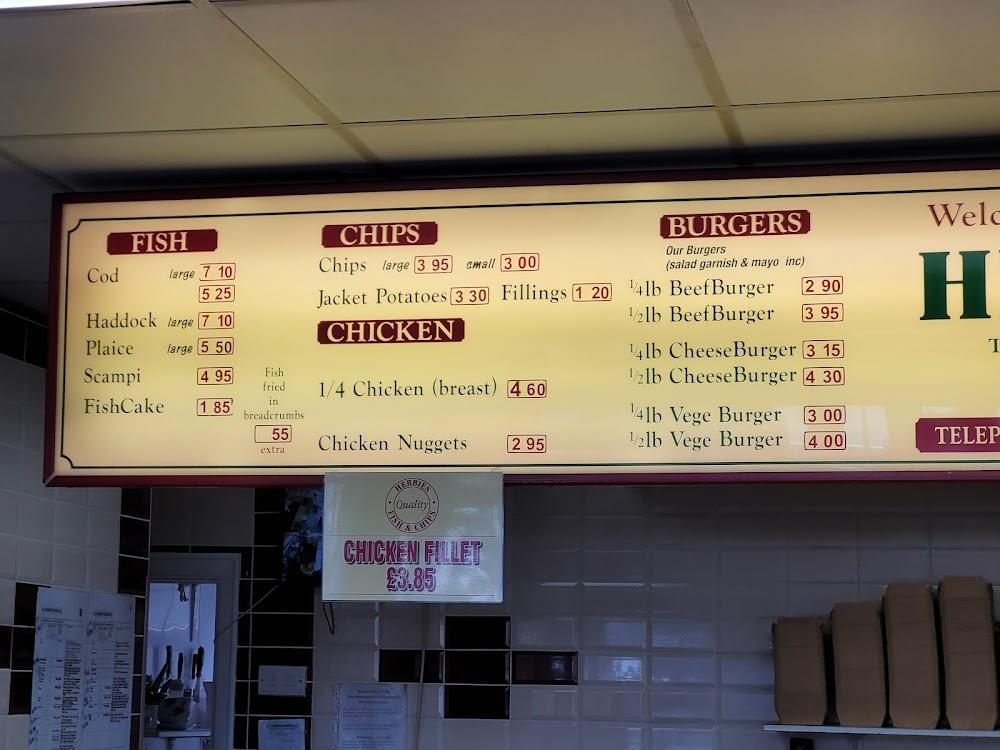 FISH
Cod large 7 10
5 25
Haddock large 7 10
Plaice large 5 50
Scampi 4 95
FishCake 1 85
Fish
fried
in
breadcrumbs
55
extra
CHIPS
Chips large 3 95 small 3 00
Jacket Potatoes 3 30 Fillings 1 20
CHICKEN
1/4 Chicken (breast) 4 60
Chicken Nuggets 2 95
BURGERS
Our Burgers
(salad garnish & mayo inc)
1/4lb BeefBurger 2 90
1/2lb BeefBurger 3 95
1/4lb CheeseBurger 3 15
1/2lb CheeseBurger 4 30
1/4lb Vege Burger 3 00
1/2lb Vege Burger 4 00
Welc
H
T
TELEP
HERBIES
Quality
FISH & CHIPS
CHICKEN FILLET
£3.85